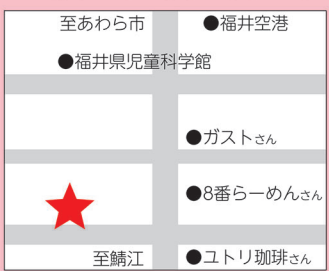 至あわら市
●福井空港
●福井県児童科学館
●ガストさん
●8番らーめんさん
至鯖江
●ユトリ珈琲さん